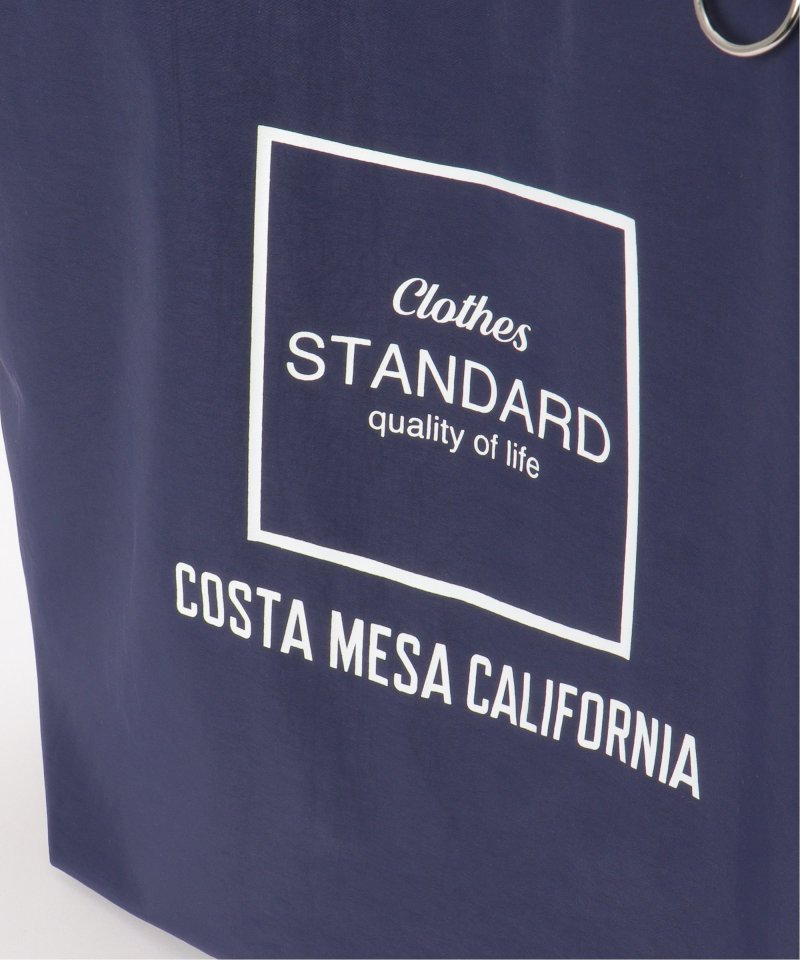 Clothes
STANDARD
quality of life
COSTA MESA CALIFORNIA